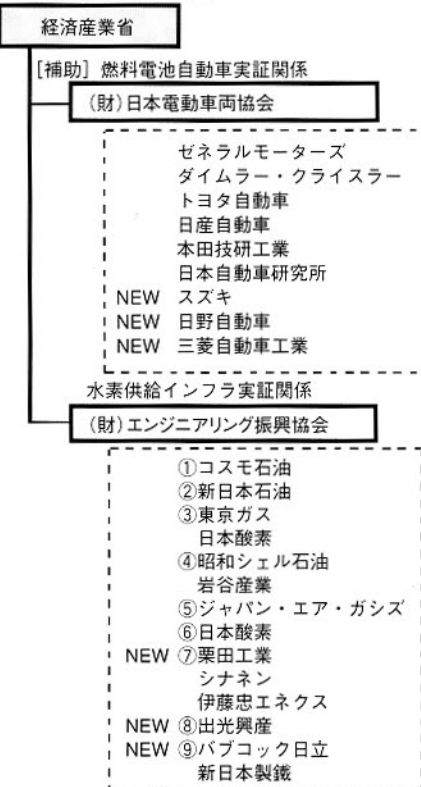 経済産業省
[補助]燃料電池自動車実証関係
(財)日本電動車両協会
ゼネラルモーターズ
ダイムラー・クライスラー
トヨタ自動車
日産自動車
本田技研工業
日本自動車研究所
NEW スズキ
NEW 日野自動車
NEW 三菱自動車工業
水素供給インフラ実証関係
(財)エンジニアリング振興協会
①コスモ石油
②新日本石油
③東京ガス
日本酸素
④昭和シェル石油
岩谷産業
⑤ジャパン・エア・ガシズ
⑥日本酸素
NEW ⑦栗田工業
シナネン
伊藤忠エネクス
NEW ⑧出光興産
NEW ⑨バブコック日立
新日本製鐵